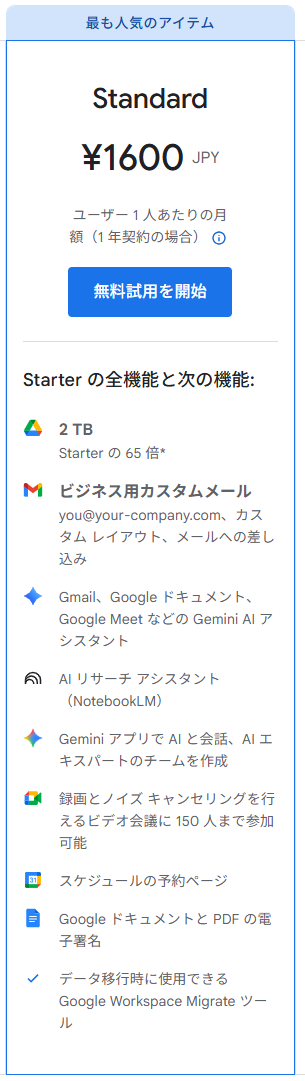 最も人気のアイテム
Standard
¥1600 JPY
ユーザー 1 人あたりの月
額（1 年契約の場合）
無料試用を開始
Starter の全機能と次の機能:
2 TB
Starter の 65 倍*
ビジネス用カスタムメール
you@your-company.com、カス
タム レイアウト、メールへの差し
込み
Gmail、Google ドキュメント、
Google Meet などの Gemini AI ア
シスタント
AI リサーチ アシスタント
（NotebookLM）
Gemini アプリで AI と会話、AI エ
キスパートのチームを作成
録画とノイズ キャンセリングを行
えるビデオ会議に 150 人まで参加
可能
31
スケジュールの予約ページ
Google ドキュメントと PDF の電
子署名
データ移行時に使用できる
Google Workspace Migrate ツー
ル